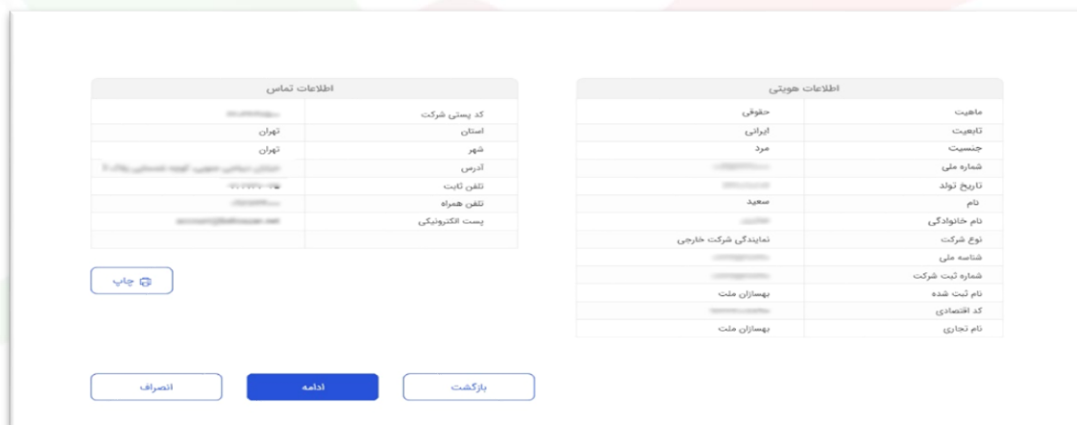 اطلاعات هویتی
ماهیت حقوقی
تابعیت ایرانی
جنسیت مرد
شماره ملی
تاریخ تولد
نام سعید
نام خانوادگی
نوع شرکت نمایندگی شرکت خارجی
شناسه ملی
شماره ثبت شرکت
نام ثبت شده بهسازان ملت
کد اقتصادی
نام تجاری بهسازان ملت
اطلاعات تماس
کد پستی شرکت
استان تهران
شهر تهران
آدرس
تلفن ثابت
تلفن همراه
پست الکترونیکی
چاپ
بازگشت
ادامه
انصراف